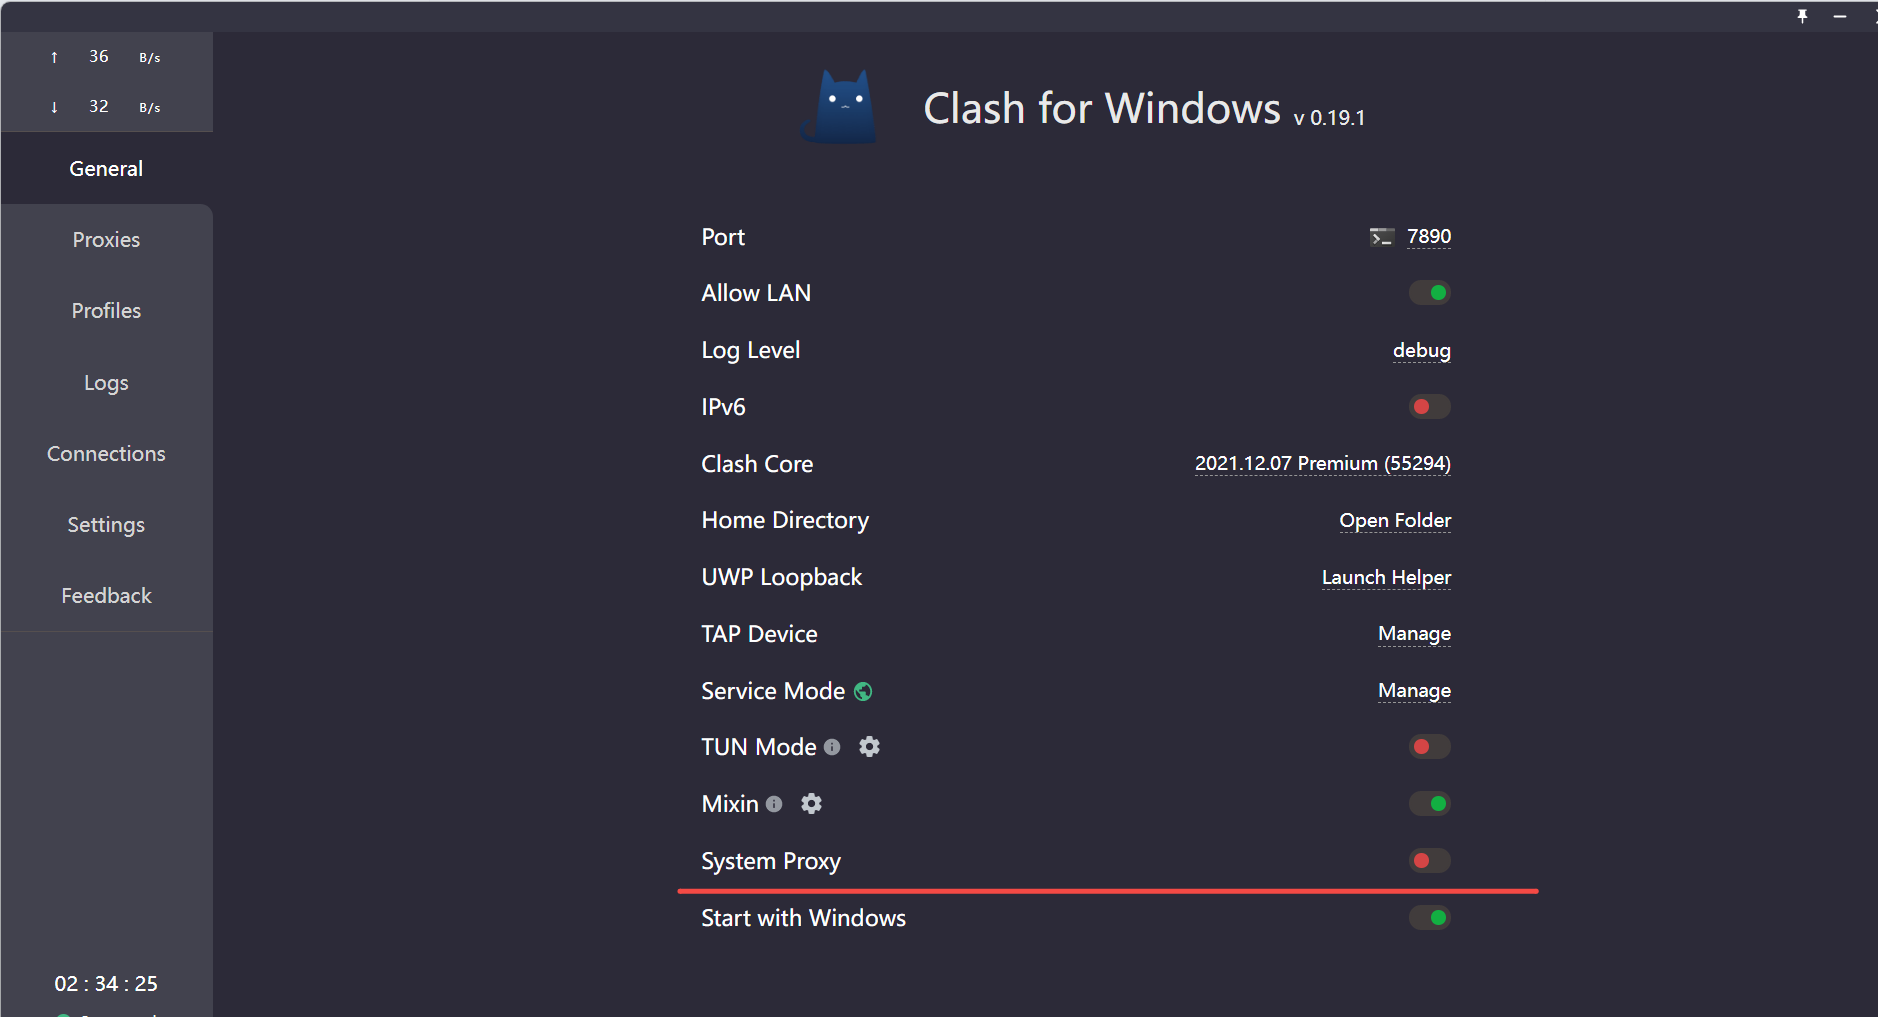 ↑ 36 B/s
↓ 32 B/s
General
Proxies
Profiles
Logs
Connections
Settings
Feedback
02 : 34 : 25
Clash for Windows v 0.19.1
Port 7890
Allow LAN
Log Level debug
IPv6
Clash Core 2021.12.07 Premium (55294)
Home Directory Open Folder
UWP Loopback Launch Helper
TAP Device Manage
Service Mode Manage
TUN Mode
Mixin
System Proxy
Start with Windows